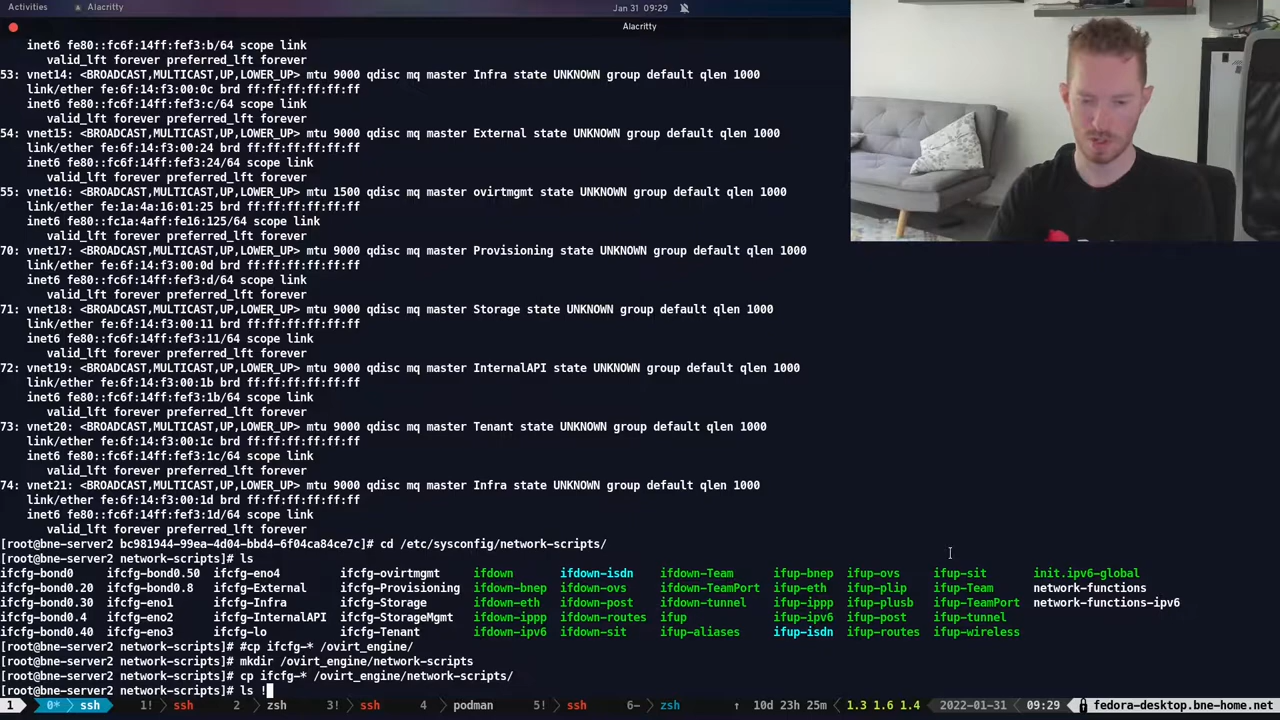 Activities Alacritty Jan 31 09:29
Alacritty
inet6 fe80::fc6f:14ff:fef3:b/64 scope link
valid_lft forever preferred_lft forever
53: vnet14: <BROADCAST,MULTICAST,UP,LOWER_UP> mtu 9000 qdisc mq master Infra state UNKNOWN group default qlen 1000
link/ether fe:6f:14:f3:00:0c brd ff:ff:ff:ff:ff:ff
inet6 fe80::fc6f:14ff:fef3:c/64 scope link
valid_lft forever preferred_lft forever
54: vnet15: <BROADCAST,MULTICAST,UP,LOWER_UP> mtu 9000 qdisc mq master External state UNKNOWN group default qlen 1000
link/ether fe:6f:14:f3:00:24 brd ff:ff:ff:ff:ff:ff
inet6 fe80::fc6f:14ff:fef3:24/64 scope link
valid_lft forever preferred_lft forever
55: vnet16: <BROADCAST,MULTICAST,UP,LOWER_UP> mtu 1500 qdisc mq master ovirtmgmt state UNKNOWN group default qlen 1000
link/ether fe:1a:4a:16:01:25 brd ff:ff:ff:ff:ff:ff
inet6 fe80::fc1a:4aff:fe16:125/64 scope link
valid_lft forever preferred_lft forever
70: vnet17: <BROADCAST,MULTICAST,UP,LOWER_UP> mtu 9000 qdisc mq master Provisioning state UNKNOWN group default qlen 1000
link/ether fe:6f:14:f3:00:0d brd ff:ff:ff:ff:ff:ff
inet6 fe80::fc6f:14ff:fef3:d/64 scope link
valid_lft forever preferred_lft forever
71: vnet18: <BROADCAST,MULTICAST,UP,LOWER_UP> mtu 9000 qdisc mq master Storage state UNKNOWN group default qlen 1000
link/ether fe:6f:14:f3:00:11 brd ff:ff:ff:ff:ff:ff
inet6 fe80::fc6f:14ff:fef3:11/64 scope link
valid_lft forever preferred_lft forever
72: vnet19: <BROADCAST,MULTICAST,UP,LOWER_UP> mtu 9000 qdisc mq master InternalAPI state UNKNOWN group default qlen 1000
link/ether fe:6f:14:f3:00:1b brd ff:ff:ff:ff:ff:ff
inet6 fe80::fc6f:14ff:fef3:1b/64 scope link
valid_lft forever preferred_lft forever
73: vnet20: <BROADCAST,MULTICAST,UP,LOWER_UP> mtu 9000 qdisc mq master Tenant state UNKNOWN group default qlen 1000
link/ether fe:6f:14:f3:00:1c brd ff:ff:ff:ff:ff:ff
inet6 fe80::fc6f:14ff:fef3:1c/64 scope link
valid_lft forever preferred_lft forever
74: vnet21: <BROADCAST,MULTICAST,UP,LOWER_UP> mtu 9000 qdisc mq master Infra state UNKNOWN group default qlen 1000
link/ether fe:6f:14:f3:00:1d brd ff:ff:ff:ff:ff:ff
inet6 fe80::fc6f:14ff:fef3:1d/64 scope link
valid_lft forever preferred_lft forever
[root@bne-server2 bc981944-99ea-4d04-bbd4-6f04ca84ce7c]# cd /etc/sysconfig/network-scripts/
[root@bne-server2 network-scripts]# ls
ifcfg-bond0 ifcfg-bond0.50 ifcfg-eno4 ifcfg-ovirtmgmt ifdown ifdown-isdn ifdown-Team ifup-bnep ifup-ovs ifup-sit init.ipv6-global
ifcfg-bond0.20 ifcfg-bond0.8 ifcfg-External ifcfg-Provisioning ifdown-bnep ifdown-ovs ifdown-TeamPort ifup-eth ifup-plip ifup-Team network-functions
ifcfg-bond0.30 ifcfg-eno1 ifcfg-Infra ifcfg-Storage ifdown-eth ifdown-post ifdown-tunnel ifup-ippp ifup-plusb ifup-TeamPort network-functions-ipv6
ifcfg-bond0.4 ifcfg-eno2 ifcfg-InternalAPI ifcfg-StorageMgmt ifdown-ippp ifdown-routes ifup ifup-ipv6 ifup-post ifup-tunnel
ifcfg-bond0.40 ifcfg-eno3 ifcfg-lo ifcfg-Tenant ifdown-ipv6 ifdown-sit ifup-aliases ifup-isdn ifup-routes ifup-wireless
[root@bne-server2 network-scripts]# #cp ifcfg-* /ovirt_engine/
[root@bne-server2 network-scripts]# mkdir /ovirt_engine/network-scripts
[root@bne-server2 network-scripts]# cp ifcfg-* /ovirt_engine/network-scripts/
[root@bne-server2 network-scripts]# ls !
1 0* ssh 1! ssh 2 zsh 3! ssh 4 podman 5! ssh 6- zsh ↑ 10d 23h 25m 1.3 1.6 1.4 2022-01-31 09:29 fedora-desktop.bne-home.net